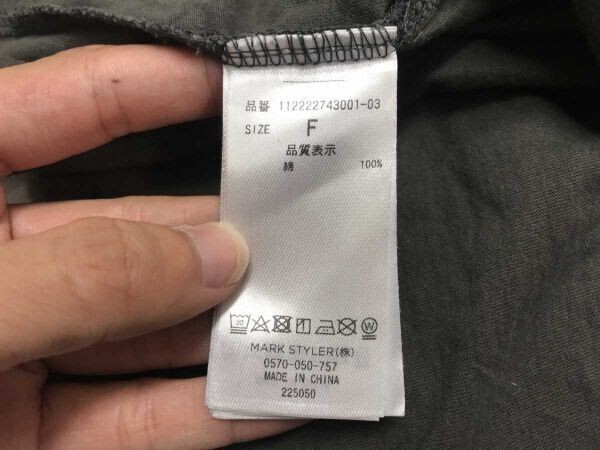 品番 112222743001-03
SIZE F
品質表示
綿 100%
30 W
MARK STYLER(株)
0570-050-757
MADE IN CHINA
225050